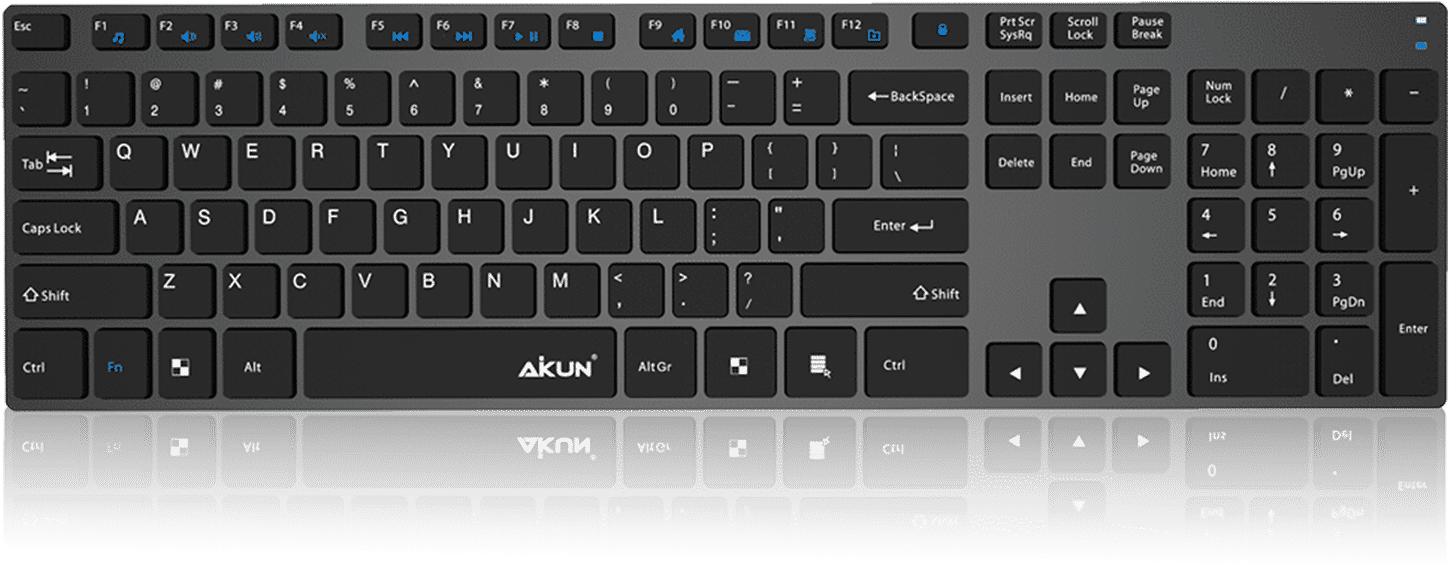 Esc F1 F2 F3 F4 F5 F6 F7 F8 F9 F10 F11 F12 Prt Scr SysRq Scroll Lock Pause Break
~ ` ! 1 @ 2 # 3 $ 4 % 5 ^ 6 & 7 * 8 ( 9 ) 0 — - + = ←BackSpace Insert Home Page Up Num Lock / * -
Tab Q W E R T Y U I O P { [ } ] ¦ \ Delete End Page Down 7 Home 8 ↑ 9 PgUp +
Caps Lock A S D F G H J K L : ; " ' Enter 4 ← 5 6 →
Shift Z X C V B N M < , > . ? / Shift ▲ 1 End 2 ↓ 3 PgDn Enter
Ctrl Fn Alt AiKUN® Alt Gr Ctrl ◀ ▼ ▶ 0 Ins . Del